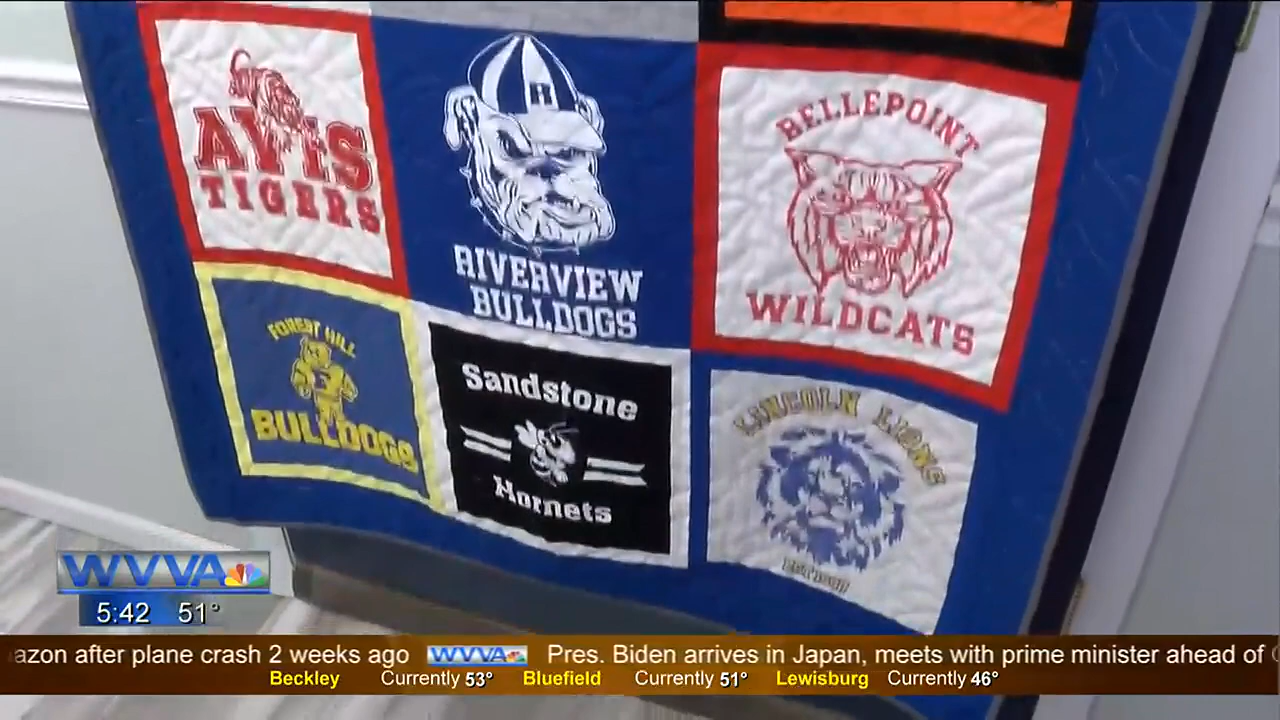 AVIS
TIGERS
R
RIVERVIEW
BULLDOGS
BELLEPOINT
WILDCATS
FOREST HILL
F
BULLDOGS
Sandstone
Hornets
LINCOLN LIONS
WVVA
5:42 51°
azon after plane crash 2 weeks ago WVVA Pres. Biden arrives in Japan, meets with prime minister ahead of
Beckley Currently 53° Bluefield Currently 51° Lewisburg Currently 46°